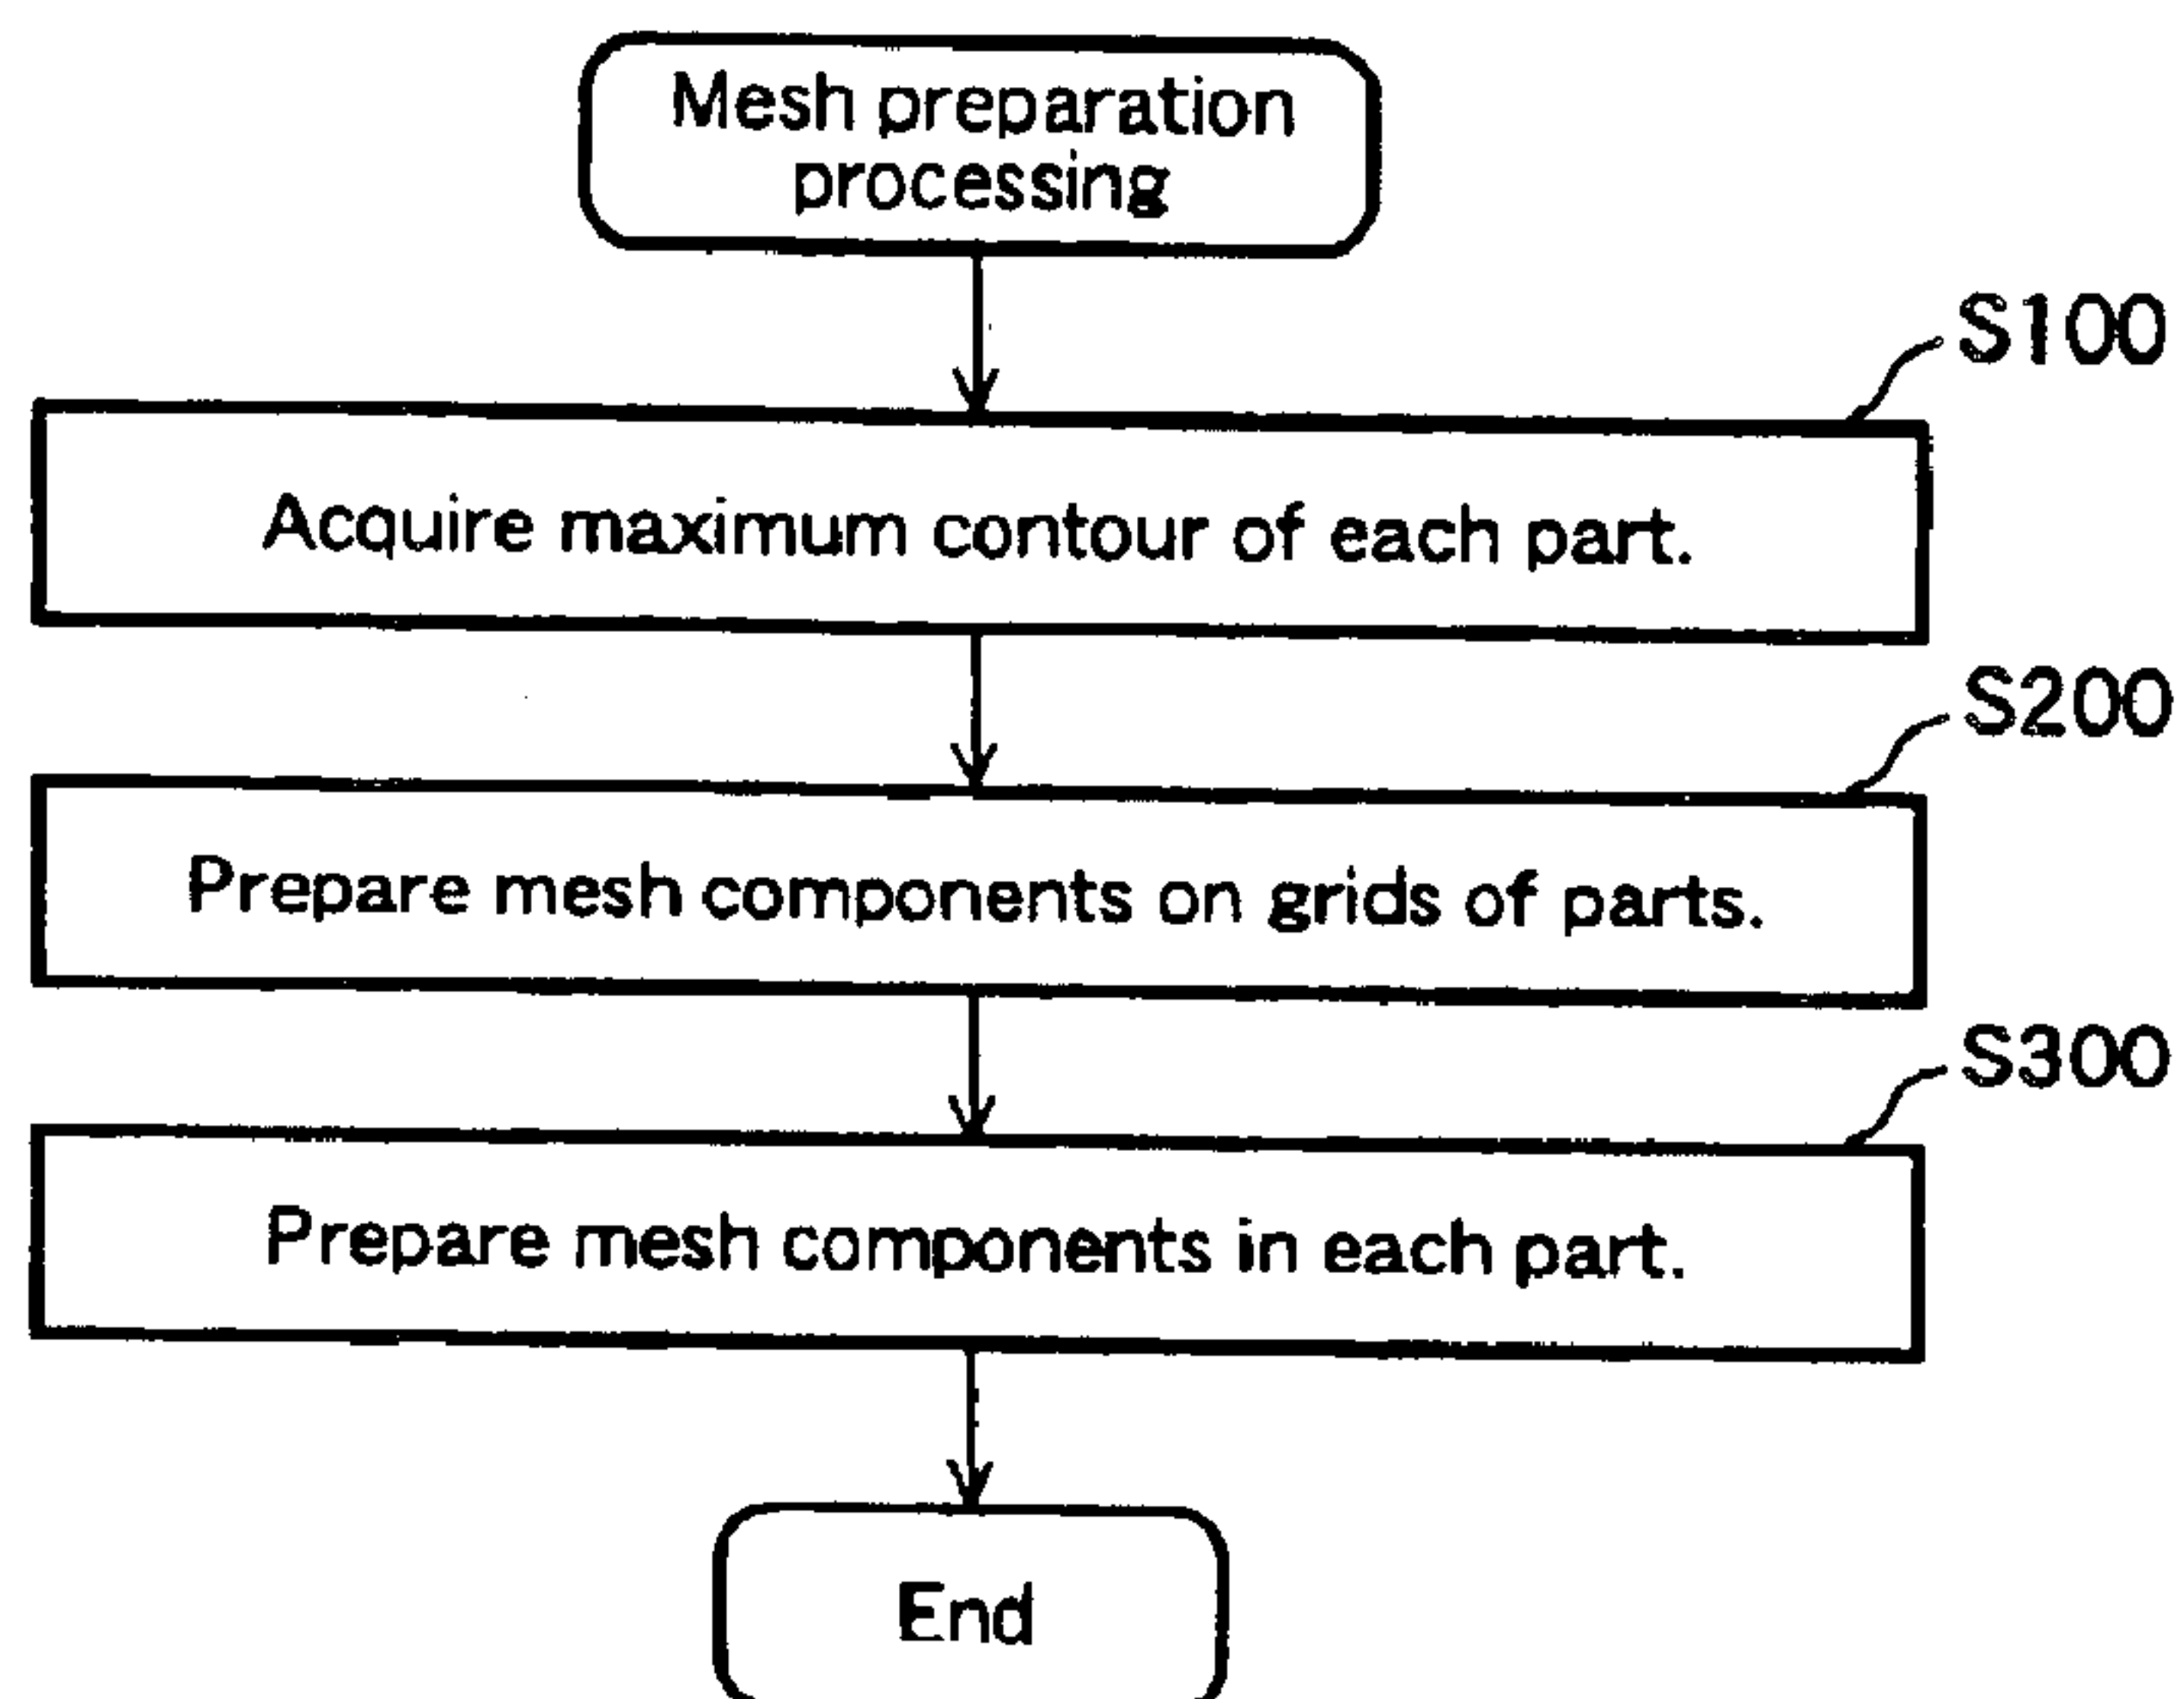 Mesh preparation
processing
S100
Acquire maximum contour of each part.
S200
Prepare mesh components on grids of parts.
S300
Prepare mesh components in each part.
End